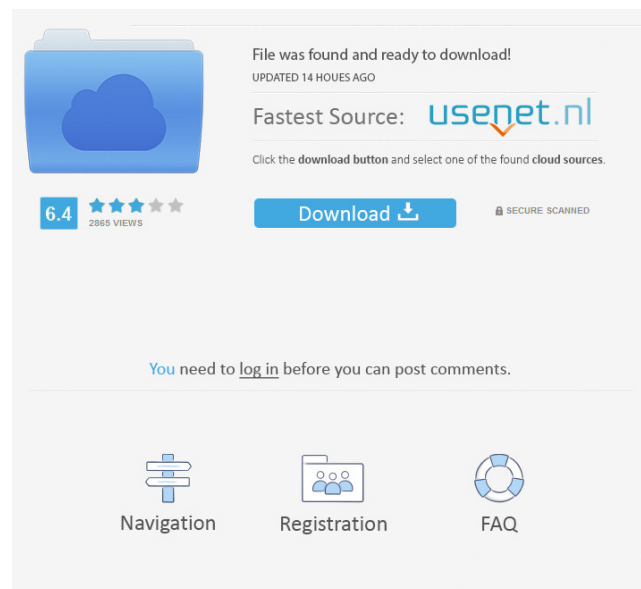 File was found and ready to download!
UPDATED 14 HOUES AGO
Fastest Source: usenet.nl
Click the download button and select one of the found cloud sources.
6.4
2865 VIEWS
Download
SECURE SCANNED
You need to log in before you can post comments.
Navigation
Registration
FAQ